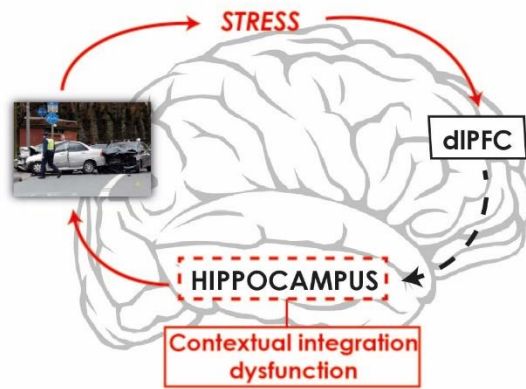 STRESS
dlPFC
HIPPOCAMPUS
Contextual integration
dysfunction